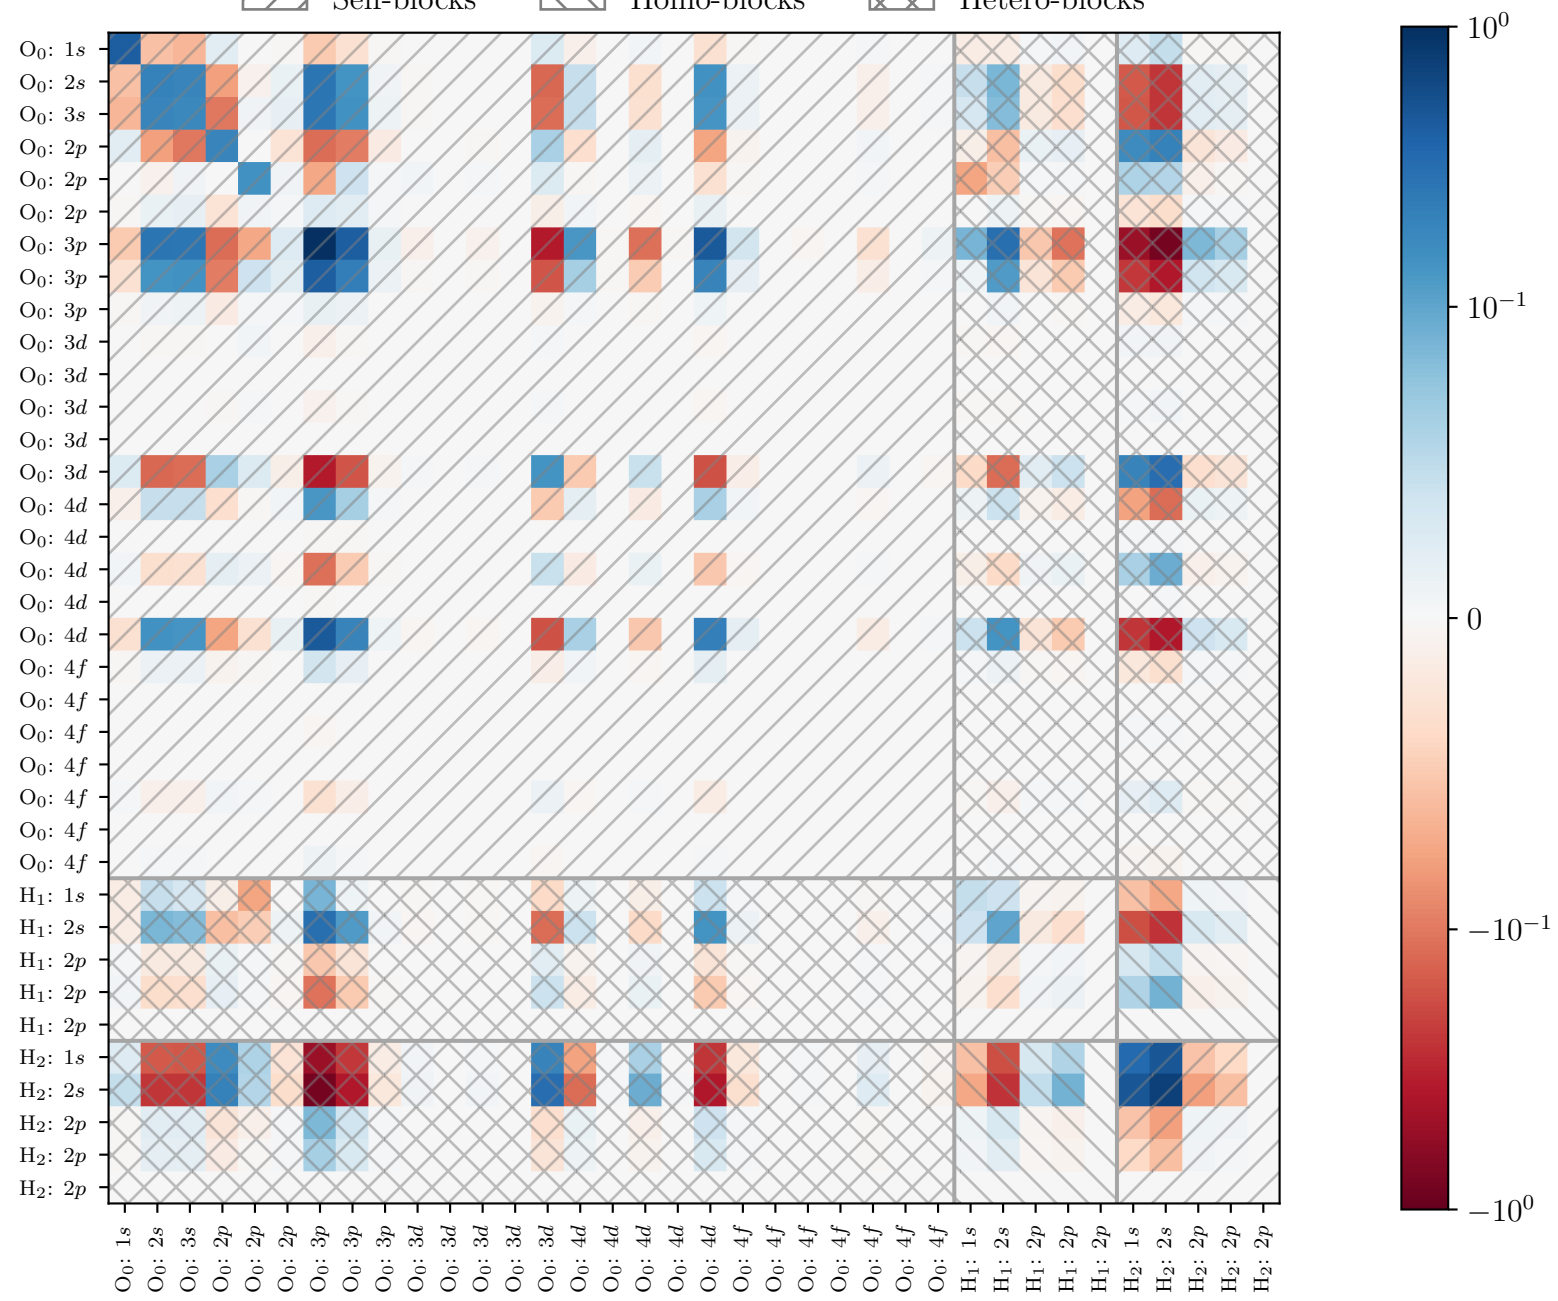 Self-blocks Homo-blocks Hetero-blocks
O₀: 1s
O₀: 2s
O₀: 3s
O₀: 2p
O₀: 2p
O₀: 2p
O₀: 3p
O₀: 3p
O₀: 3p
O₀: 3d
O₀: 3d
O₀: 3d
O₀: 3d
O₀: 3d
O₀: 4d
O₀: 4d
O₀: 4d
O₀: 4d
O₀: 4d
O₀: 4f
O₀: 4f
O₀: 4f
O₀: 4f
O₀: 4f
O₀: 4f
O₀: 4f
H₁: 1s
H₁: 2s
H₁: 2p
H₁: 2p
H₁: 2p
H₂: 1s
H₂: 2s
H₂: 2p
H₂: 2p
H₂: 2p
O₀: 1s
O₀: 2s
O₀: 3s
O₀: 2p
O₀: 2p
O₀: 2p
O₀: 3p
O₀: 3p
O₀: 3p
O₀: 3d
O₀: 3d
O₀: 3d
O₀: 3d
O₀: 3d
O₀: 4d
O₀: 4d
O₀: 4d
O₀: 4d
O₀: 4d
O₀: 4f
O₀: 4f
O₀: 4f
O₀: 4f
O₀: 4f
O₀: 4f
O₀: 4f
H₁: 1s
H₁: 2s
H₁: 2p
H₁: 2p
H₁: 2p
H₂: 1s
H₂: 2s
H₂: 2p
H₂: 2p
H₂: 2p
10⁰
10⁻¹
0
−10⁻¹
−10⁰